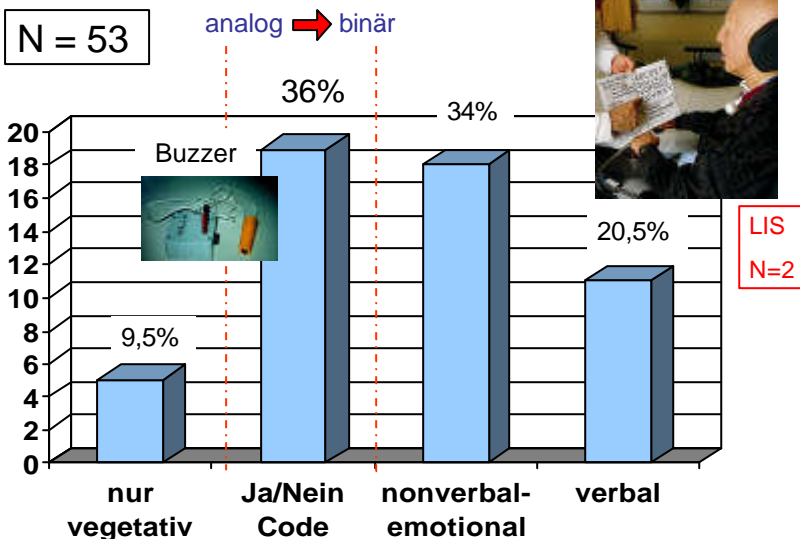 N = 53
analog binär
36%
34%
20
18
16
14
12
10
8
6
4
2
0
Buzzer
9,5%
20,5%
LIS
N=2
nur
vegetativ
Ja/Nein
Code
nonverbal-
emotional
verbal